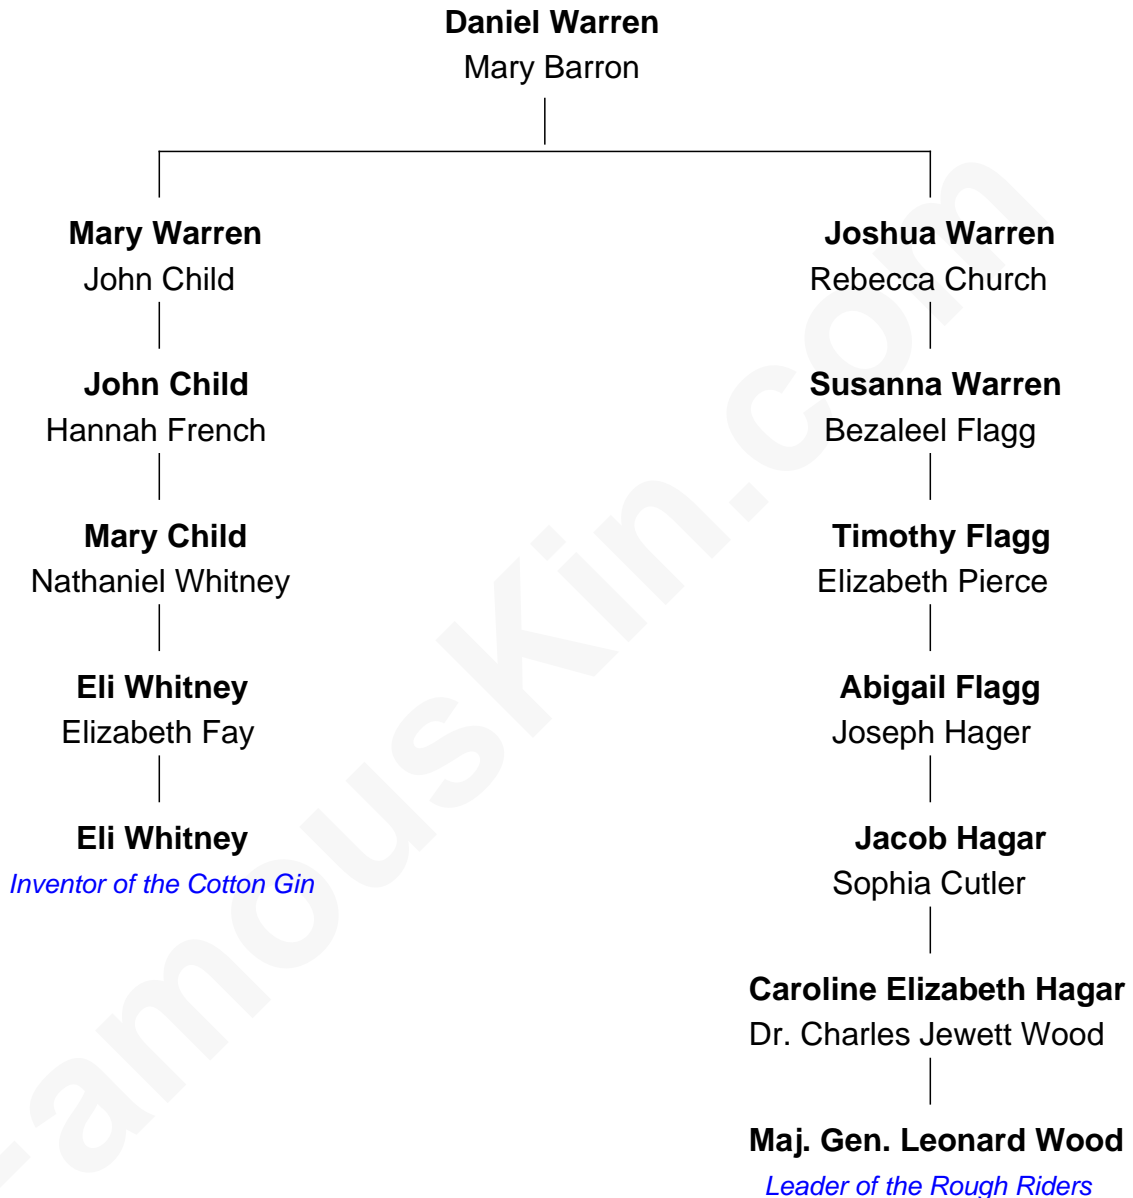 Daniel Warren
Mary Barron
Mary Warren
John Child
Joshua Warren
Rebecca Church
John Child
Hannah French
Susanna Warren
Bezaleel Flagg
Mary Child
Nathaniel Whitney
Timothy Flagg
Elizabeth Pierce
Eli Whitney
Elizabeth Fay
Abigail Flagg
Joseph Hager
Eli Whitney
Inventor of the Cotton Gin
Jacob Hagar
Sophia Cutler
Caroline Elizabeth Hagar
Dr. Charles Jewett Wood
Maj. Gen. Leonard Wood
Leader of the Rough Riders
FamousKin.com